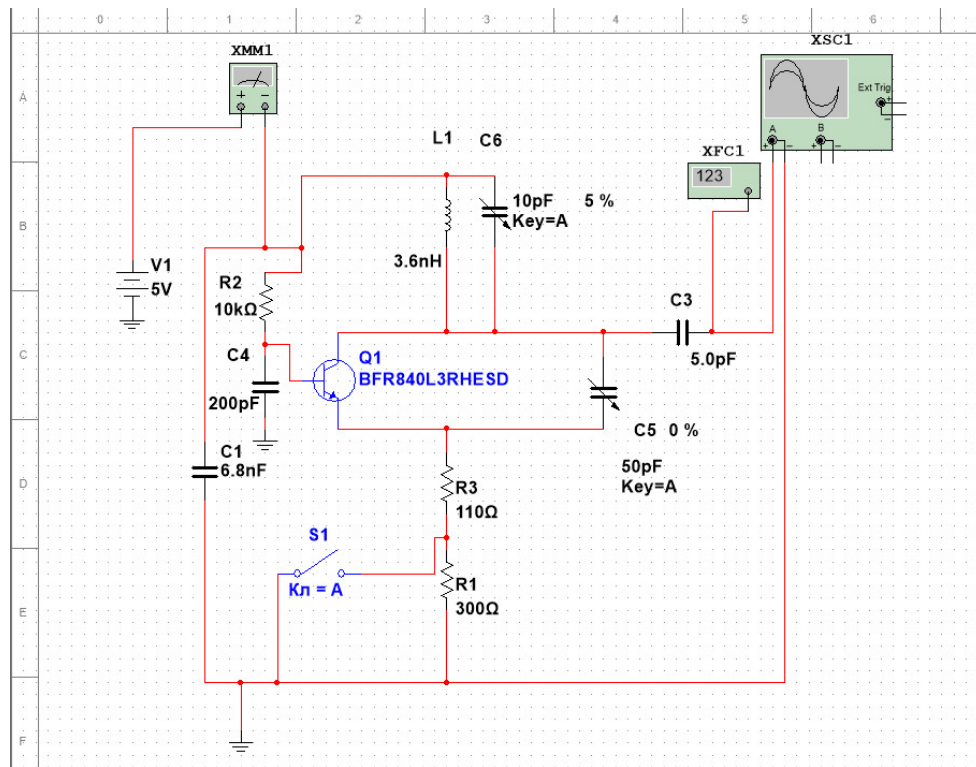 0 1 2 3 4 5 6
XMM1
XSC1
A
Ext Trig
+
−
+ −
A B
+ − + −
L1 C6
XFC1
123
10pF 5 %
Key=A
B
V1
5V
R2
10kΩ
3.6nH
C3
5.0pF
C
C4
Q1
BFR840L3RHESD
200pF
C5 0 %
C1
6.8nF
50pF
Key=A
D
R3
110Ω
S1
Кл = A
R1
300Ω
E
F